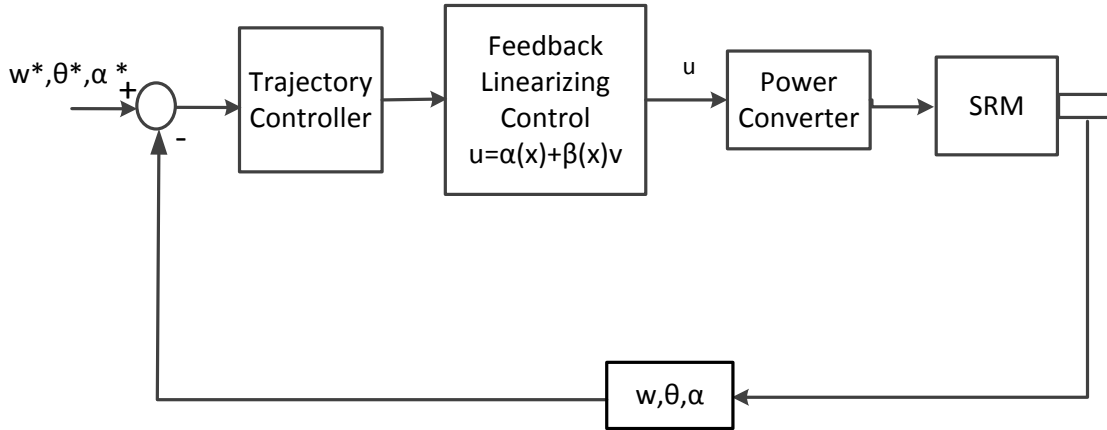 w*,θ*,α *
+
-
Trajectory
Controller
Feedback
Linearizing
Control
u=α(x)+β(x)v
u
Power
Converter
SRM
w,θ,α